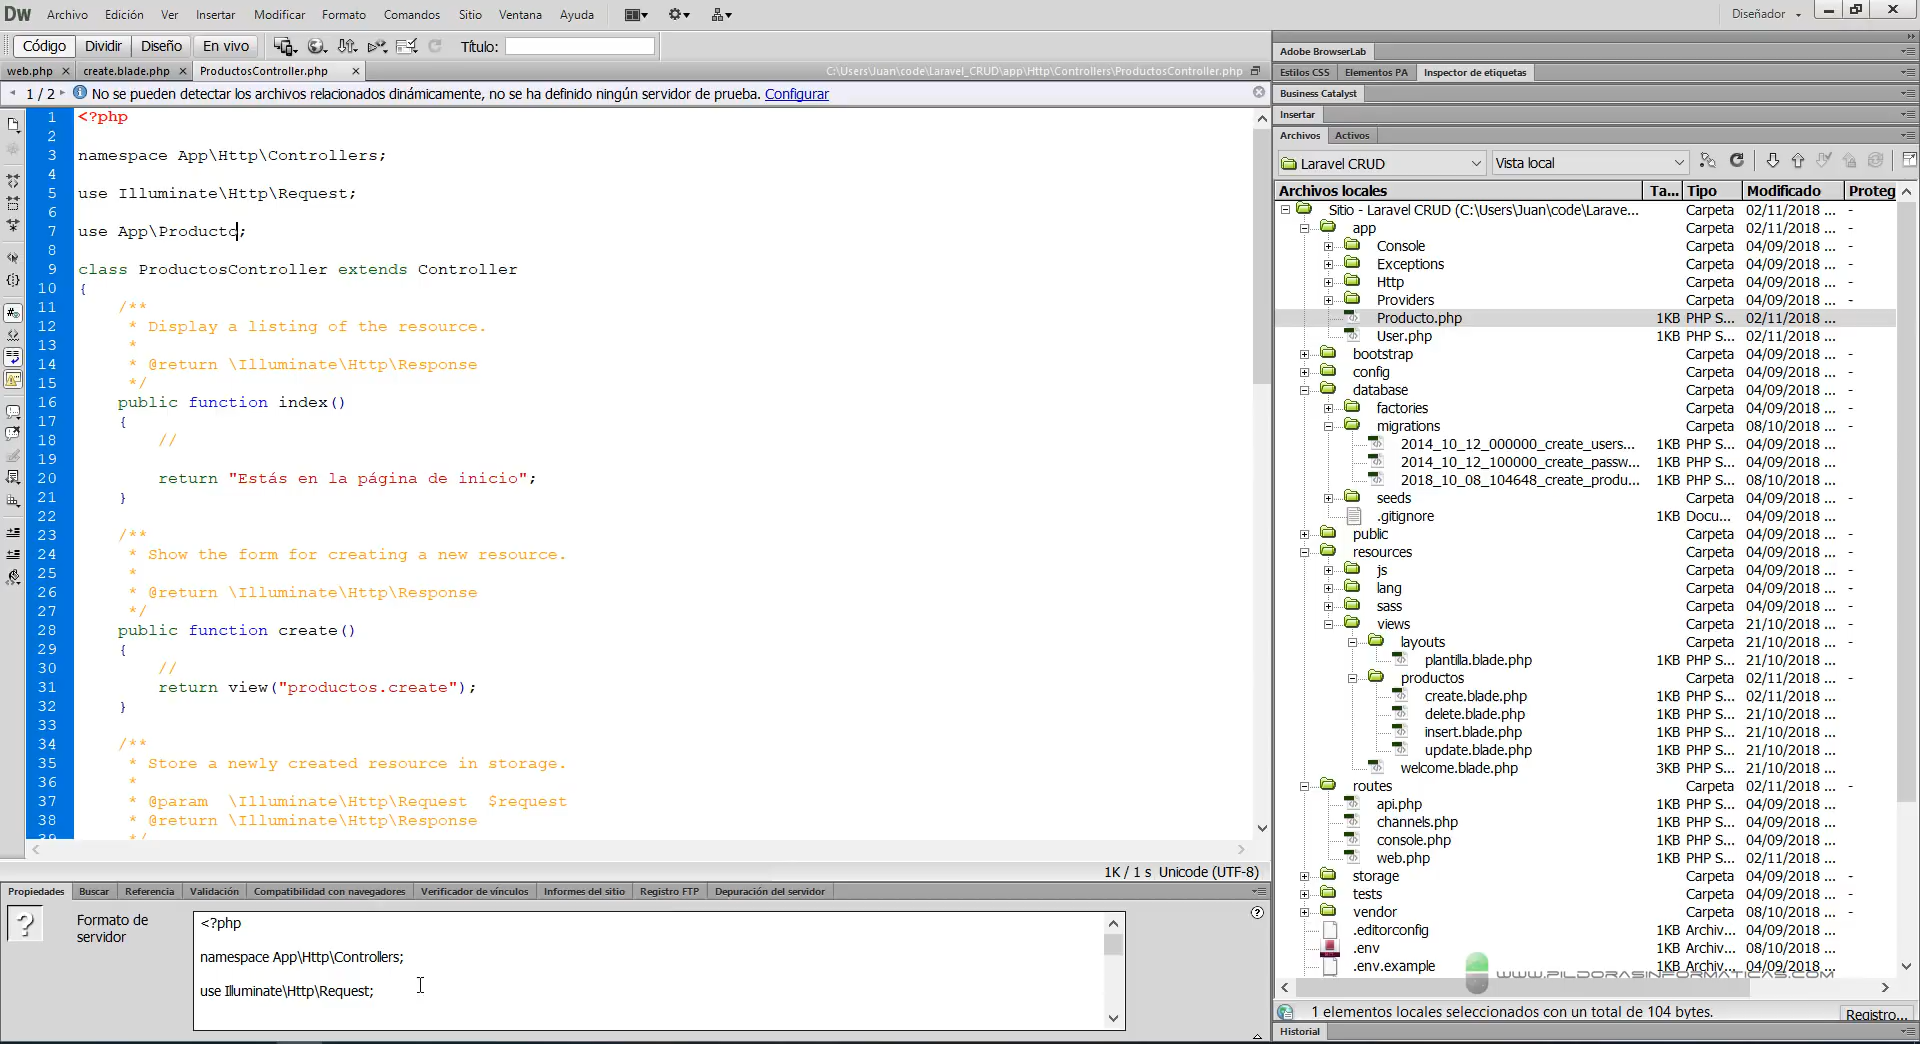 Dw Archivo Edición Ver Insertar Modificar Formato Comandos Sitio Ventana Ayuda Diseñador
Código Dividir Diseño En vivo Título:
web.php create.blade.php ProductosController.php C:\Users\Juan\code\Laravel_CRUD\app\Http\Controllers\ProductosController.php
1 / 2 No se pueden detectar los archivos relacionados dinámicamente, no se ha definido ningún servidor de prueba. Configurar
1 <?php
2
3 namespace App\Http\Controllers;
4
5 use Illuminate\Http\Request;
6
7 use App\Producto;
8
9 class ProductosController extends Controller
10 {
11 /**
12 * Display a listing of the resource.
13 *
14 * @return \Illuminate\Http\Response
15 */
16 public function index()
17 {
18 //
19
20 return "Estás en la página de inicio";
21 }
22
23 /**
24 * Show the form for creating a new resource.
25 *
26 * @return \Illuminate\Http\Response
27 */
28 public function create()
29 {
30 //
31 return view("productos.create");
32 }
33
34 /**
35 * Store a newly created resource in storage.
36 *
37 * @param \Illuminate\Http\Request $request
38 * @return \Illuminate\Http\Response
39 */
1K / 1 s Unicode (UTF-8)
Propiedades Buscar Referencia Validación Compatibilidad con navegadores Verificador de vínculos Informes del sitio Registro FTP Depuración del servidor
Formato de
servidor
<?php
namespace App\Http\Controllers;
use Illuminate\Http\Request;
Adobe BrowserLab
Estilos CSS Elementos PA Inspector de etiquetas
Business Catalyst
Insertar
Archivos Activos
Laravel CRUD Vista local
Archivos locales Ta... Tipo Modificado Proteg
Sitio - Laravel CRUD (C:\Users\Juan\code\Larave... Carpeta 02/11/2018 ... -
app Carpeta 02/11/2018 ... -
Console Carpeta 04/09/2018 ... -
Exceptions Carpeta 04/09/2018 ... -
Http Carpeta 04/09/2018 ... -
Providers Carpeta 04/09/2018 ... -
Producto.php 1KB PHP S... 02/11/2018 ...
User.php 1KB PHP S... 02/11/2018 ...
bootstrap Carpeta 04/09/2018 ... -
config Carpeta 04/09/2018 ... -
database Carpeta 04/09/2018 ... -
factories Carpeta 04/09/2018 ... -
migrations Carpeta 08/10/2018 ... -
2014_10_12_000000_create_users... 1KB PHP S... 04/09/2018 ...
2014_10_12_100000_create_passw... 1KB PHP S... 04/09/2018 ...
2018_10_08_104648_create_produ... 1KB PHP S... 08/10/2018 ...
seeds Carpeta 04/09/2018 ... -
.gitignore 1KB Docu... 04/09/2018 ...
public Carpeta 04/09/2018 ... -
resources Carpeta 04/09/2018 ... -
js Carpeta 04/09/2018 ... -
lang Carpeta 04/09/2018 ... -
sass Carpeta 04/09/2018 ... -
views Carpeta 21/10/2018 ... -
layouts Carpeta 21/10/2018 ... -
plantilla.blade.php 1KB PHP S... 21/10/2018 ...
productos Carpeta 02/11/2018 ... -
create.blade.php 1KB PHP S... 02/11/2018 ...
delete.blade.php 1KB PHP S... 21/10/2018 ...
insert.blade.php 1KB PHP S... 21/10/2018 ...
update.blade.php 1KB PHP S... 21/10/2018 ...
welcome.blade.php 3KB PHP S... 21/10/2018 ...
routes Carpeta 02/11/2018 ... -
api.php 1KB PHP S... 04/09/2018 ...
channels.php 1KB PHP S... 04/09/2018 ...
console.php 1KB PHP S... 04/09/2018 ...
web.php 1KB PHP S... 02/11/2018 ...
storage Carpeta 04/09/2018 ... -
tests Carpeta 04/09/2018 ... -
vendor Carpeta 08/10/2018 ... -
.editorconfig 1KB Archiv... 04/09/2018 ...
.env 1KB Archiv... 08/10/2018 ...
.env.example 1KB Archiv... 04/09/2018 ...
WWW.PILDORASINFORMATICAS.COM
1 elementos locales seleccionados con un total de 104 bytes. Registro...
Historial